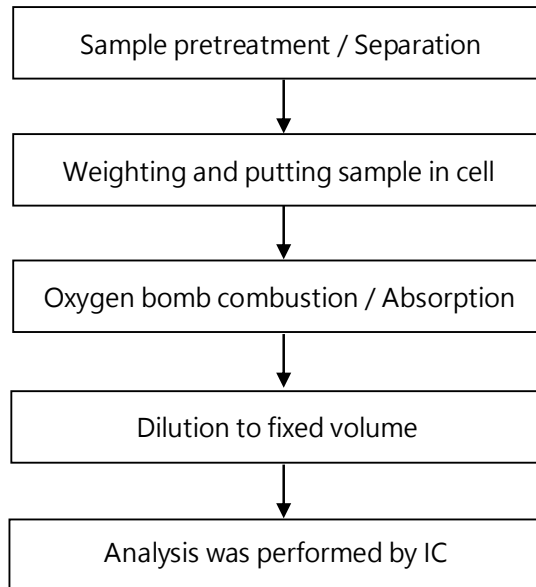 Sample pretreatment / Separation
Weighting and putting sample in cell
Oxygen bomb combustion / Absorption
Dilution to fixed volume
Analysis was performed by IC